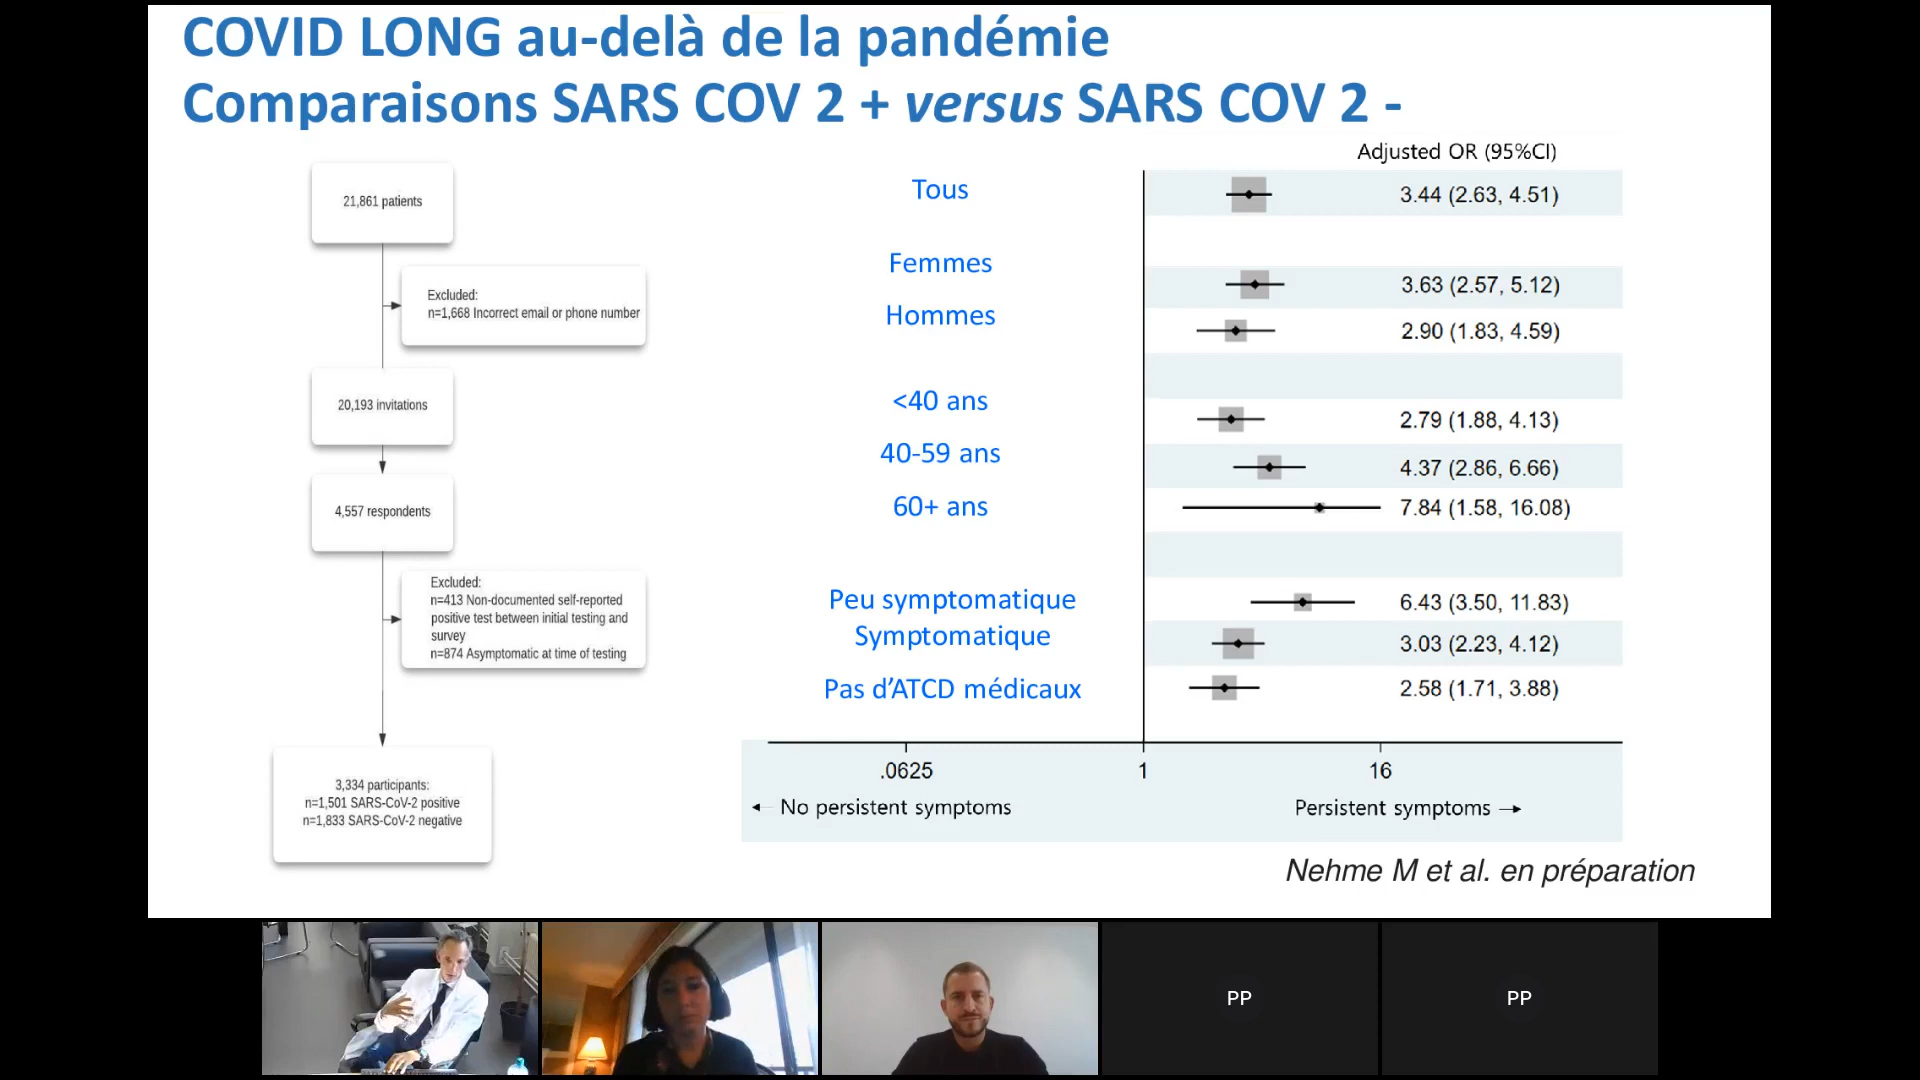 COVID LONG au-delà de la pandémie
Comparaisons SARS COV 2 + versus SARS COV 2 -
21,861 patients
Excluded:
n=1,668 Incorrect email or phone number
20,193 invitations
4,557 respondents
Excluded:
n=413 Non-documented self-reported
positive test between initial testing and
survey
n=874 Asymptomatic at time of testing
3,334 participants:
n=1,501 SARS-CoV-2 positive
n=1,833 SARS-CoV-2 negative
Adjusted OR (95%CI)
Tous 3.44 (2.63, 4.51)
Femmes 3.63 (2.57, 5.12)
Hommes 2.90 (1.83, 4.59)
<40 ans 2.79 (1.88, 4.13)
40-59 ans 4.37 (2.86, 6.66)
60+ ans 7.84 (1.58, 16.08)
Peu symptomatique 6.43 (3.50, 11.83)
Symptomatique 3.03 (2.23, 4.12)
Pas d’ATCD médicaux 2.58 (1.71, 3.88)
.0625 1 16
← No persistent symptoms Persistent symptoms →
Nehme M et al. en préparation
PP
PP